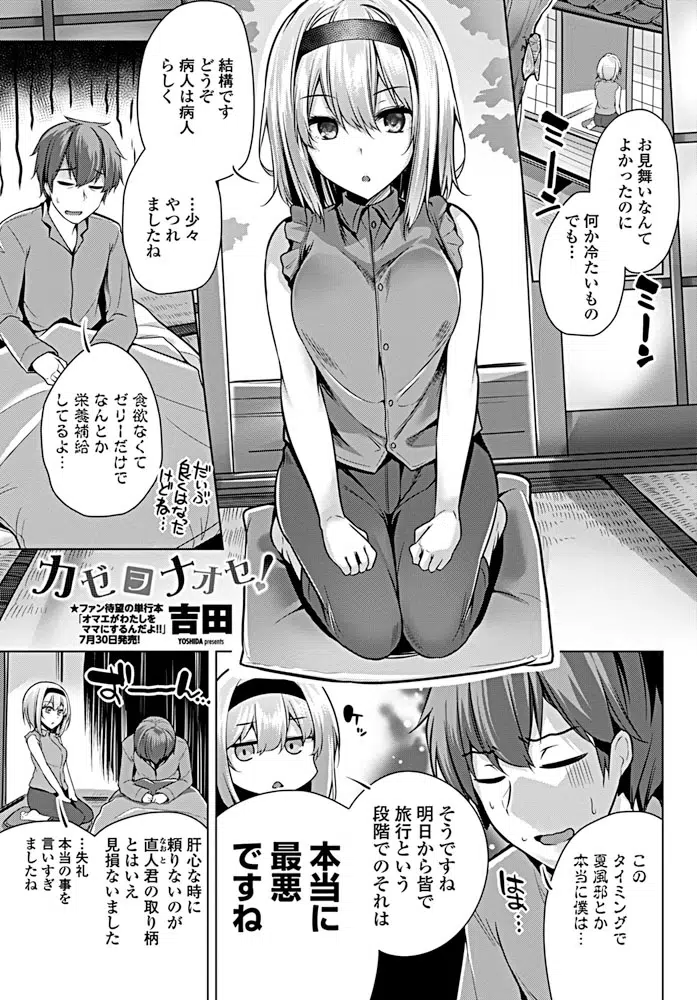 ミーン
ミーン
お見舞いなんて
よかったのに
何か冷たいもの
でも…
結構です
どうぞ
病人は病人
らしく
…少々
やつれ
ましたね
食欲なくて
ゼリーだけで
なんとか
栄養補給
してるよ…
だいぶ
良くはなった
けどね…
カゼヲナオセ!
★ファン待望の単行本
「オマエがわたしを
ママにするんだよ!!」
7月30日発売!
吉田
YOSHIDA presents
この
タイミングで
夏風邪とか
本当に僕は…
はぁ…
そうですね
明日から皆で
旅行という
段階でのそれは
ケッ
本当に
最悪
ですね
ずーーん…
肝心な時に
頼りないのが
直人君の取り柄
なおと
とはいえ
見損ないました
…失礼
本当の事を
言いすぎ
ましたね